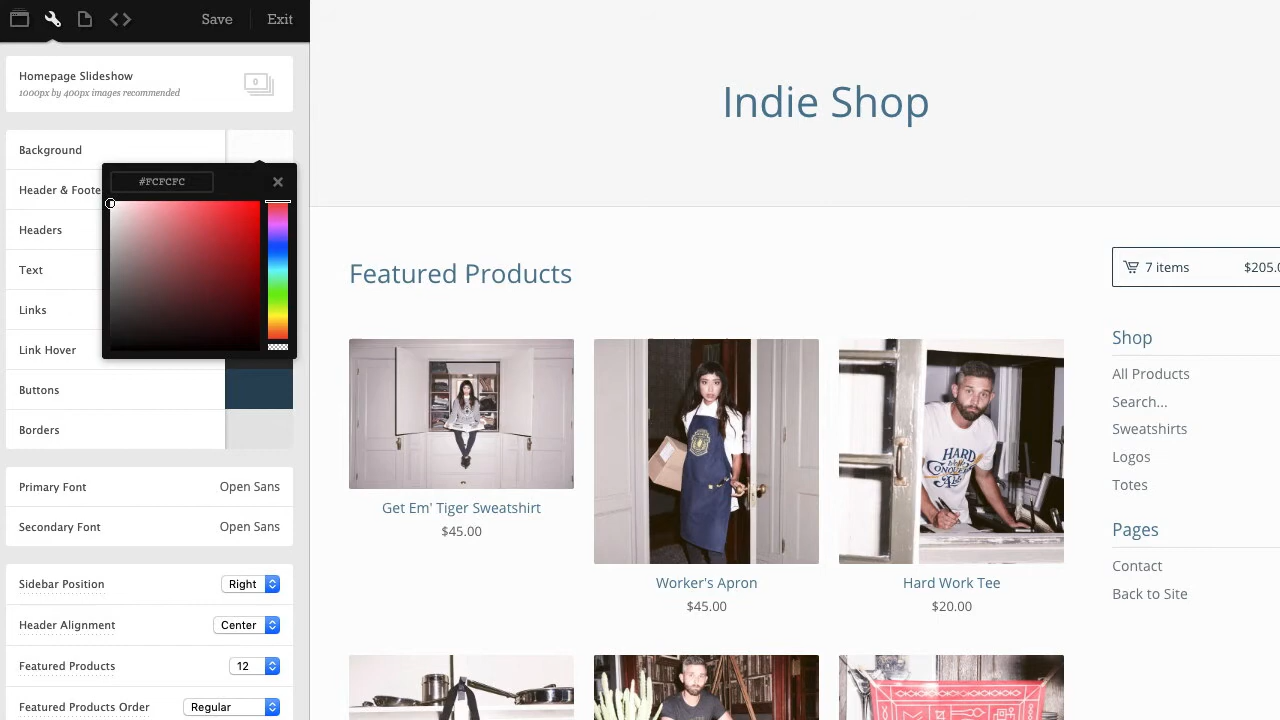 Save
Exit
Homepage Slideshow
0
1000px by 400px images recommended
Background
#FCFCFC
Header & Foote
Headers
Text
Links
Link Hover
Buttons
Borders
Primary Font
Open Sans
Secondary Font
Open Sans
Sidebar Position
Right
Header Alignment
Center
Featured Products
12
Featured Products Order
Regular
Indie Shop
Featured Products
HARD
Get Em' Tiger Sweatshirt
$45.00
Worker's Apron
$45.00
Hard Work Tee
$20.00
7 items
$205.0
Shop
All Products
Search...
Sweatshirts
Logos
Totes
Pages
Contact
Back to Site